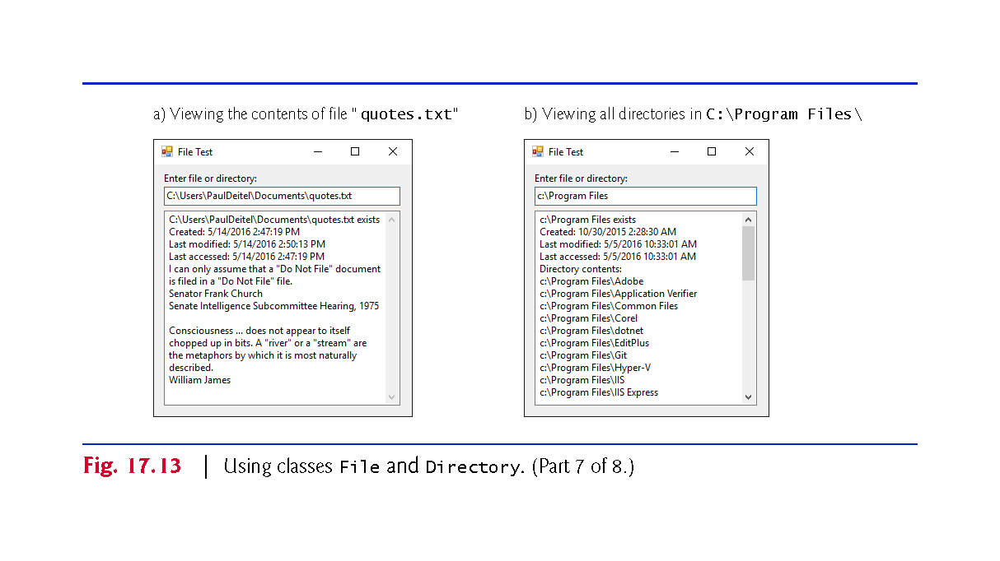 a) Viewing the contents of file "quotes.txt"
File Test
Enter file or directory:
C:\Users\PaulDeitel\Documents\quotes.txt
C:\Users\PaulDeitel\Documents\quotes.txt exists
Created: 5/14/2016 2:47:19 PM
Last modified: 5/14/2016 2:50:13 PM
Last accessed: 5/14/2016 2:47:19 PM
I can only assume that a "Do Not File" document
is filed in a "Do Not File" file.
Senator Frank Church
Senate Intelligence Subcommittee Hearing, 1975
Consciousness ... does not appear to itself
chopped up in bits. A "river" or a "stream" are
the metaphors by which it is most naturally
described.
William James
b) Viewing all directories in C:\Program Files\
File Test
Enter file or directory:
c:\Program Files
c:\Program Files exists
Created: 10/30/2015 2:28:30 AM
Last modified: 5/5/2016 10:33:01 AM
Last accessed: 5/5/2016 10:33:01 AM
Directory contents:
c:\Program Files\Adobe
c:\Program Files\Application Verifier
c:\Program Files\Common Files
c:\Program Files\Corel
c:\Program Files\dotnet
c:\Program Files\EditPlus
c:\Program Files\Git
c:\Program Files\Hyper-V
c:\Program Files\IIS
c:\Program Files\IIS Express
Fig. 17.13 | Using classes File and Directory. (Part 7 of 8.)